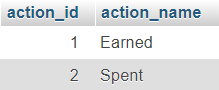 action_id action_name
1 Earned
2 Spent